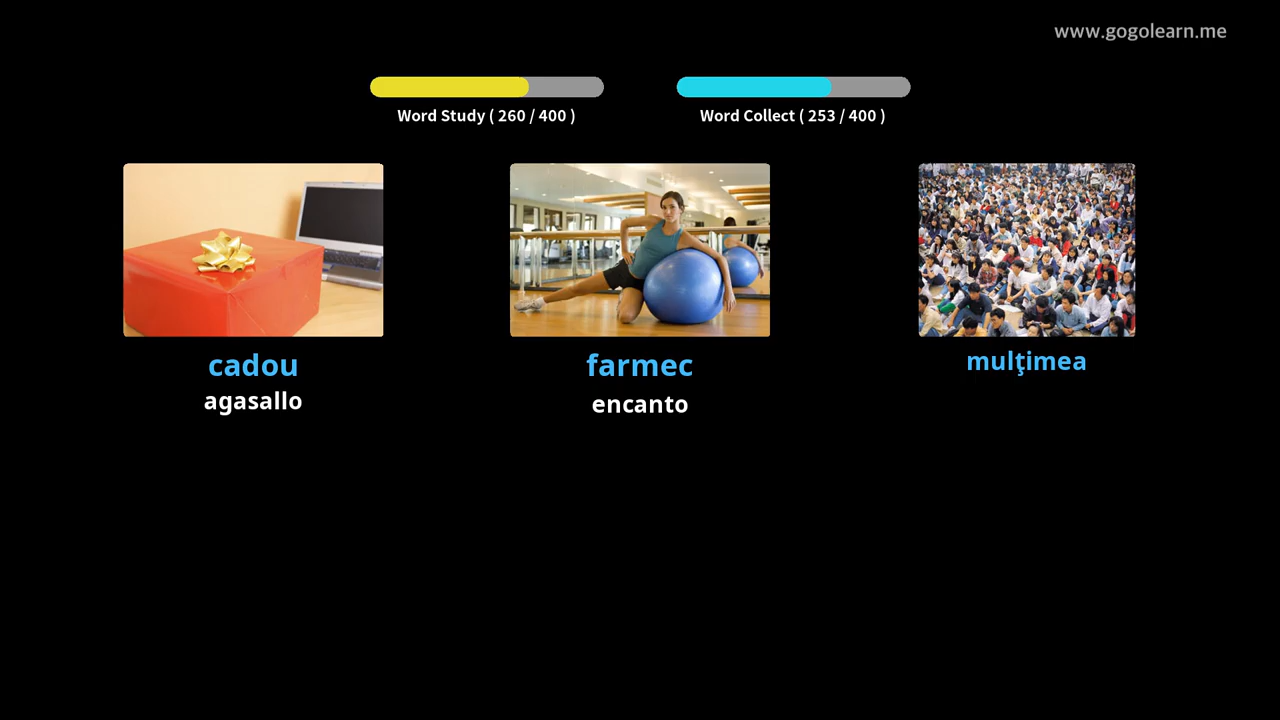 www.gogolearn.me
Word Study ( 260 / 400 )
Word Collect ( 253 / 400 )
cadou
agasallo
farmec
encanto
mulţimea